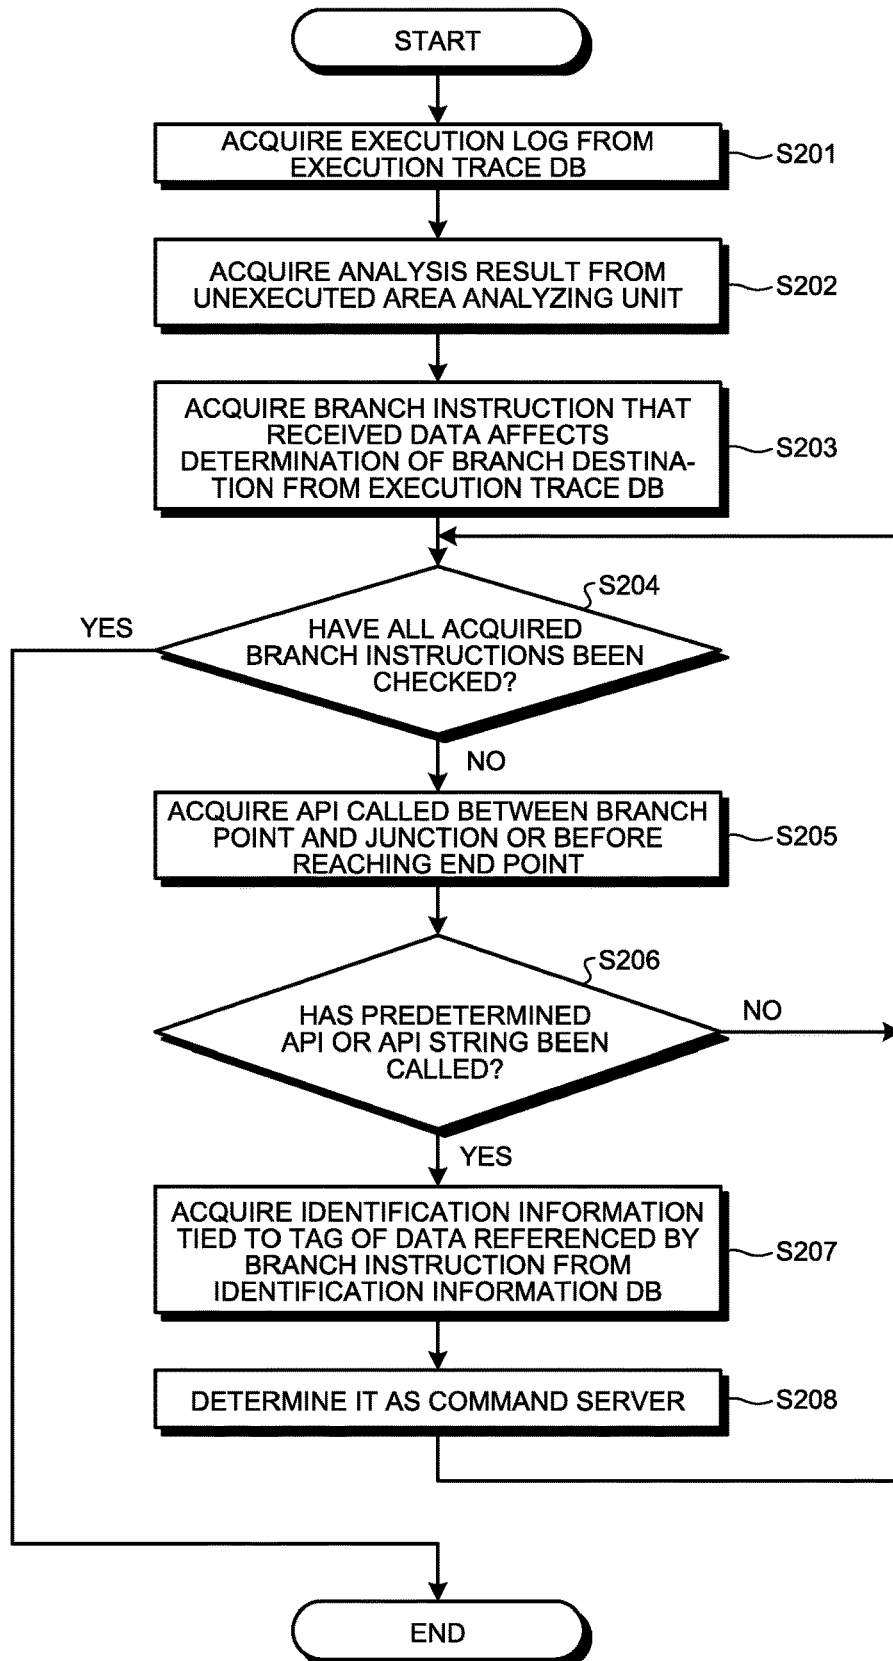 START
ACQUIRE EXECUTION LOG FROM
EXECUTION TRACE DB
S201
ACQUIRE ANALYSIS RESULT FROM
UNEXECUTED AREA ANALYZING UNIT
S202
ACQUIRE BRANCH INSTRUCTION THAT
RECEIVED DATA AFFECTS
DETERMINATION OF BRANCH DESTINA-
TION FROM EXECUTION TRACE DB
S203
S204
YES
HAVE ALL ACQUIRED
BRANCH INSTRUCTIONS BEEN
CHECKED?
NO
ACQUIRE API CALLED BETWEEN BRANCH
POINT AND JUNCTION OR BEFORE
REACHING END POINT
S205
S206
NO
HAS PREDETERMINED
API OR API STRING BEEN
CALLED?
YES
ACQUIRE IDENTIFICATION INFORMATION
TIED TO TAG OF DATA REFERENCED BY
BRANCH INSTRUCTION FROM
IDENTIFICATION INFORMATION DB
S207
DETERMINE IT AS COMMAND SERVER
S208
END